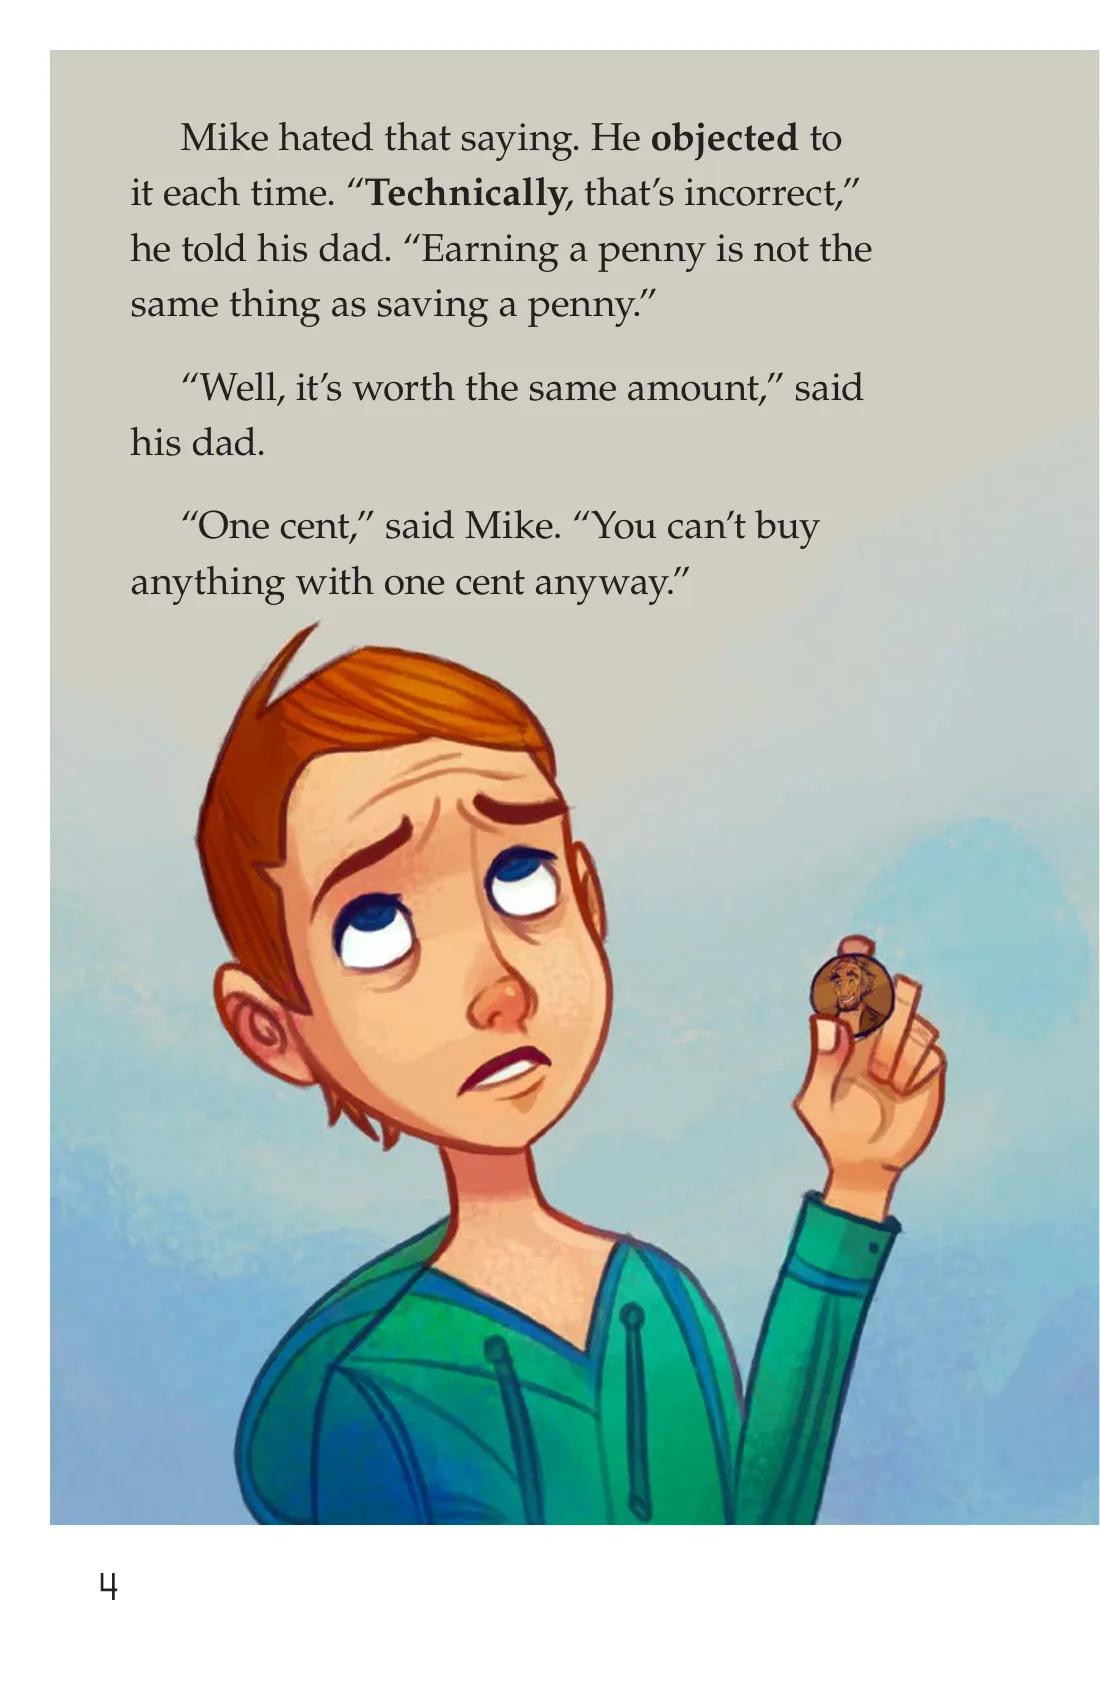 Mike hated that saying. He objected to
it each time. “Technically, that’s incorrect,”
he told his dad. “Earning a penny is not the
same thing as saving a penny.”
“Well, it’s worth the same amount,” said
his dad.
“One cent,” said Mike. “You can’t buy
anything with one cent anyway.”
4